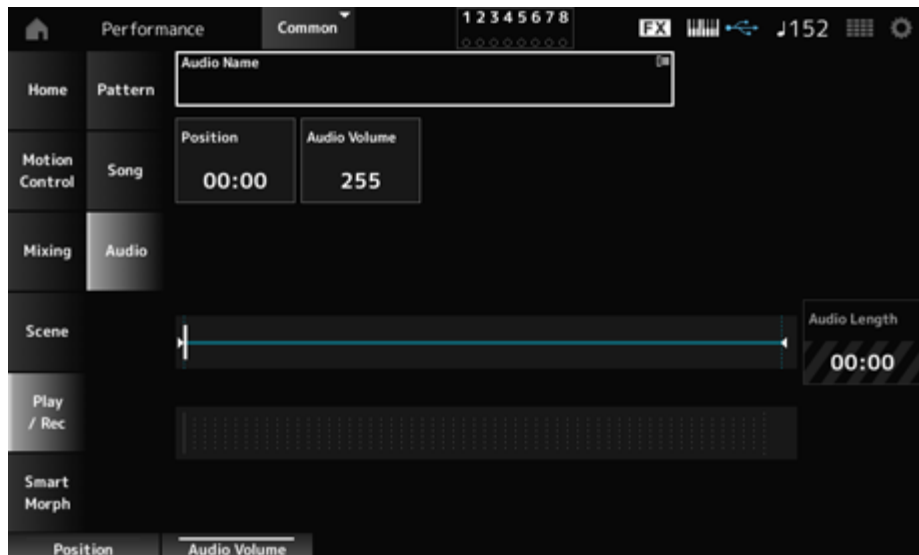 Performance
Common
12345678
FX
♩152
Home
Pattern
Audio Name
Motion
Control
Song
Position
00:00
Audio Volume
255
Mixing
Audio
Scene
Audio Length
00:00
Play
/ Rec
Smart
Morph
Position
Audio Volume